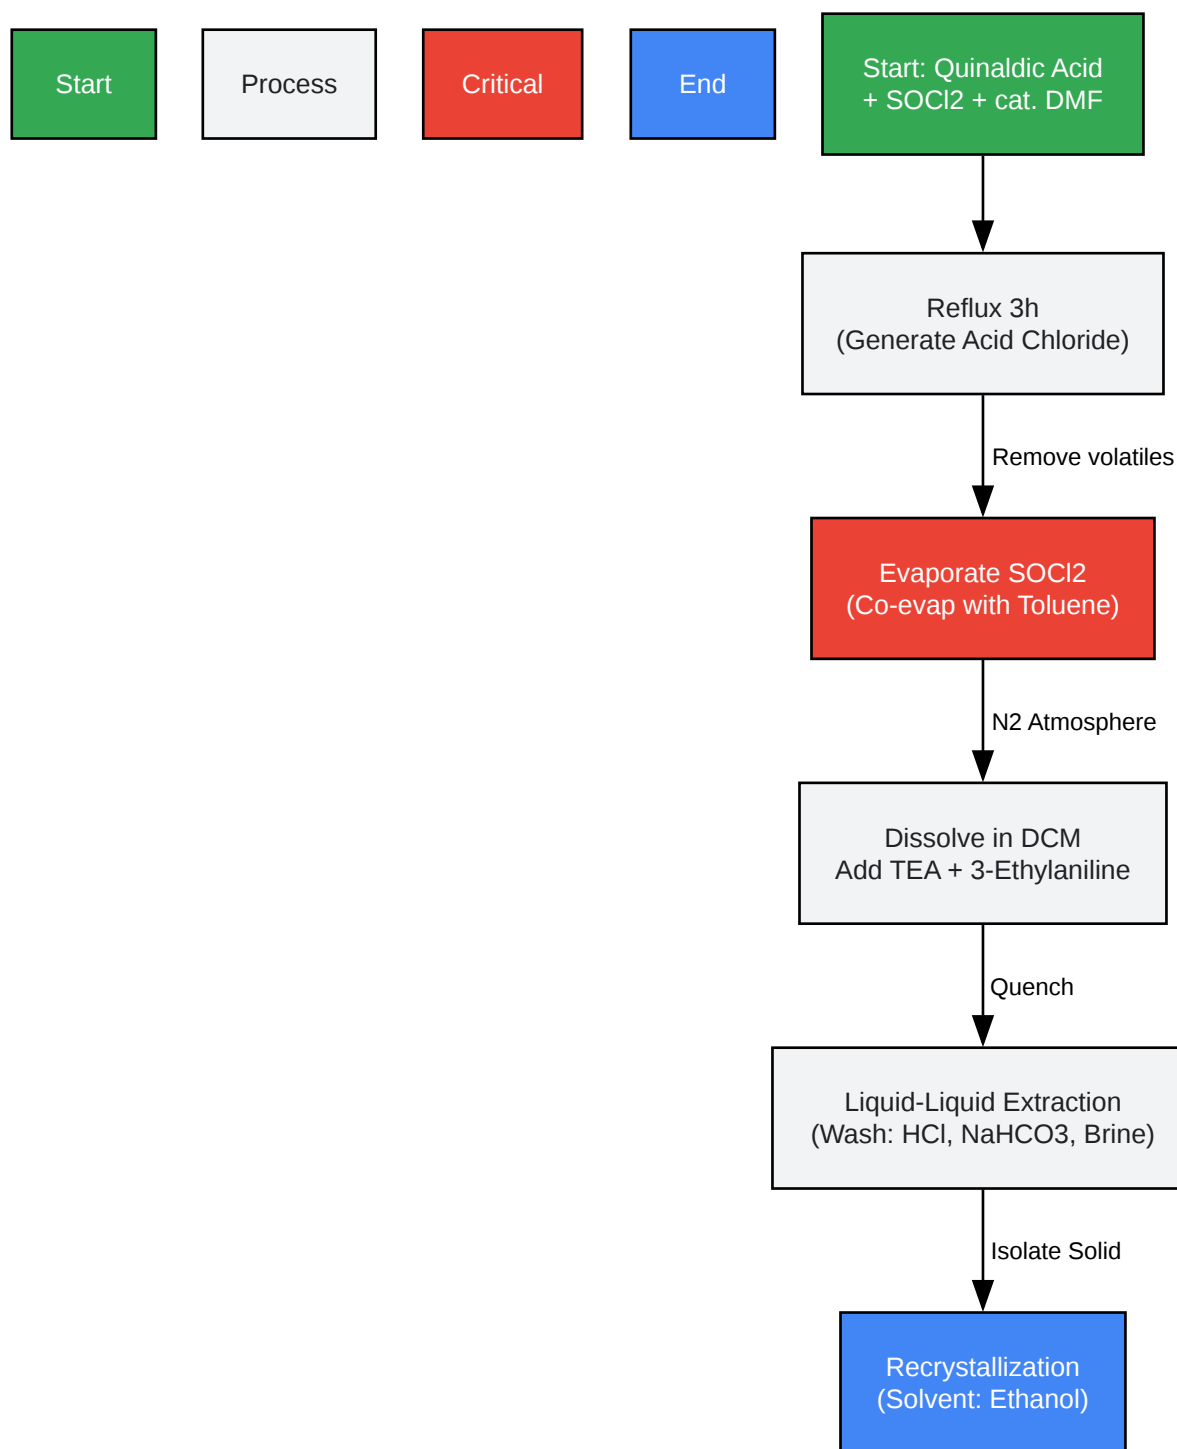 Start
Process
Critical
End
Start: Quinaldic Acid
+ SOCl2 + cat. DMF
Reflux 3h
(Generate Acid Chloride)
Remove volatiles
Evaporate SOCl2
(Co-evap with Toluene)
N2 Atmosphere
Dissolve in DCM
Add TEA + 3-Ethylaniline
Quench
Liquid-Liquid Extraction
(Wash: HCl, NaHCO3, Brine)
Isolate Solid
Recrystallization
(Solvent: Ethanol)